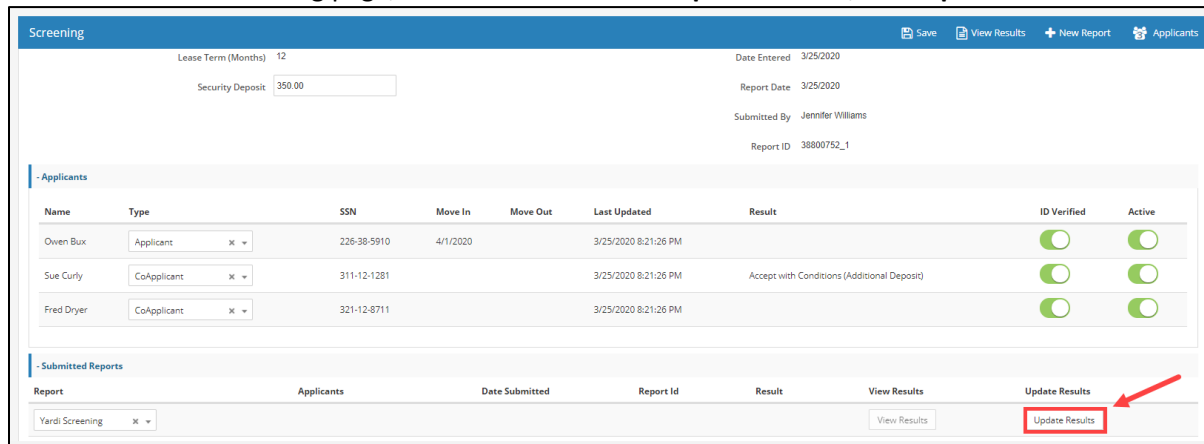 Screening Save View Results New Report Applicants
Lease Term (Months) 12 Date Entered 3/25/2020
Security Deposit 350.00 Report Date 3/25/2020
Submitted By Jennifer Williams
Report ID 38800752_1
- Applicants
Name Type SSN Move In Move Out Last Updated Result ID Verified Active
Owen Bux Applicant x 226-38-5910 4/1/2020 3/25/2020 8:21:26 PM
Sue Curly CoApplicant x 311-12-1281 3/25/2020 8:21:26 PM Accept with Conditions (Additional Deposit)
Fred Dryer CoApplicant x 321-12-8711 3/25/2020 8:21:26 PM
- Submitted Reports
Report Applicants Date Submitted Report Id Result View Results Update Results
Yardi Screening x View Results Update Results